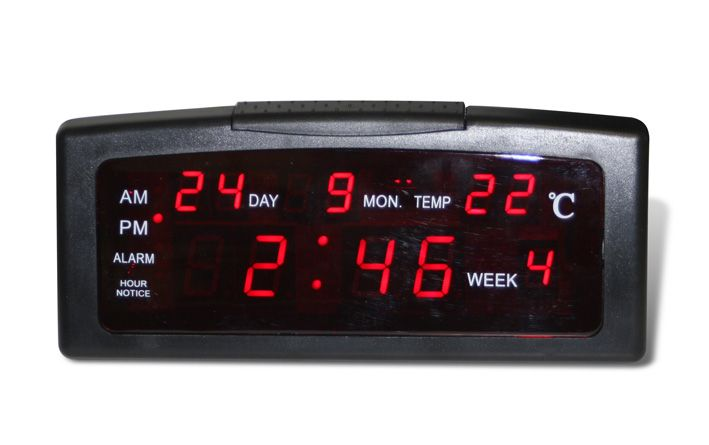 AM 24 DAY 9 MON. TEMP 22 ℃
PM
2:46 WEEK 4
ALARM
HOUR
NOTICE